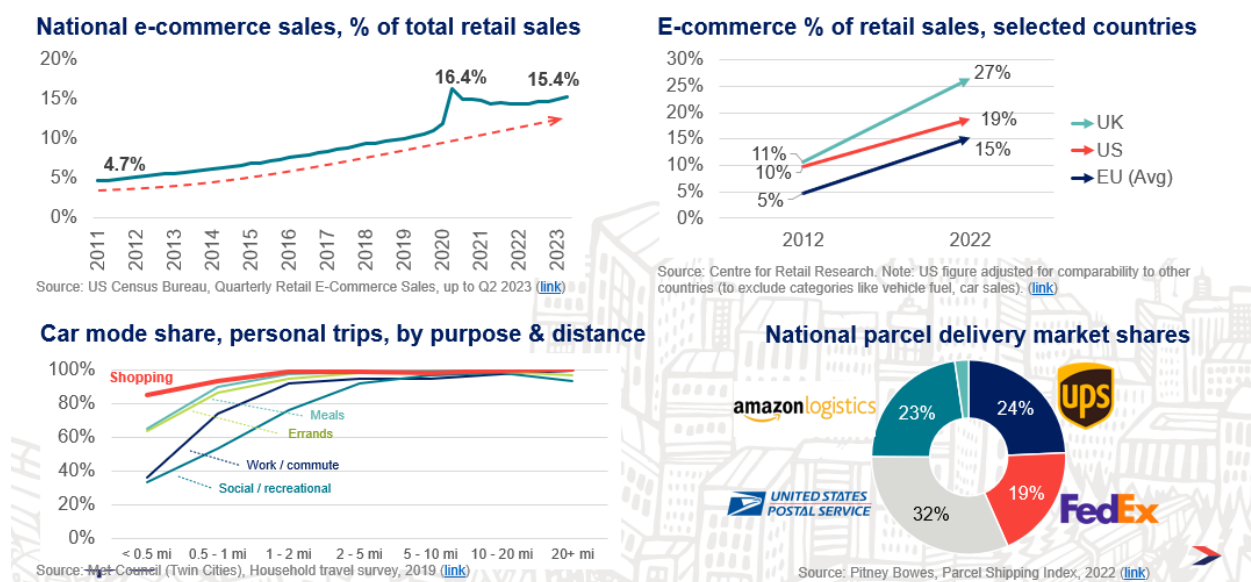 National e-commerce sales, % of total retail sales
20%
15%
10%
5%
0%
4.7%
16.4%
15.4%
2011
2012
2013
2014
2015
2016
2017
2018
2019
2020
2021
2022
2023
Source: US Census Bureau, Quarterly Retail E-Commerce Sales, up to Q2 2023 (link)
E-commerce % of retail sales, selected countries
30%
25%
20%
15%
10%
5%
0%
11%
10%
5%
27%
19%
15%
2012
2022
UK
US
EU (Avg)
Source: Centre for Retail Research. Note: US figure adjusted for comparability to other
countries (to exclude categories like vehicle fuel, car sales). (link)
Car mode share, personal trips, by purpose & distance
100%
80%
60%
40%
20%
0%
Shopping
Meals
Errands
Work / commute
Social / recreational
< 0.5 mi
0.5 - 1 mi
1 - 2 mi
2 - 5 mi
5 - 10 mi
10 - 20 mi
20+ mi
Source: Met Council (Twin Cities), Household travel survey, 2019 (link)
National parcel delivery market shares
amazon logistics
23%
24%
ups
UNITED STATES
POSTAL SERVICE
32%
19%
FedEx
Source: Pitney Bowes, Parcel Shipping Index, 2022 (link)